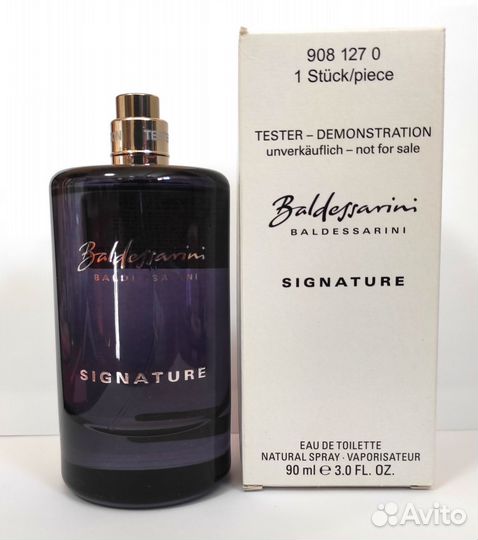 TESTE
Baldessarini
BALDESSARINI
SIGNATURE
908 127 0
1 Stück/piece
TESTER – DEMONSTRATION
unverkäuflich – not for sale
Baldessarini
BALDESSARINI
SIGNATURE
EAU DE TOILETTE
NATURAL SPRAY · VAPORISATEUR
90 ml e 3.0 FL. OZ.
Avito